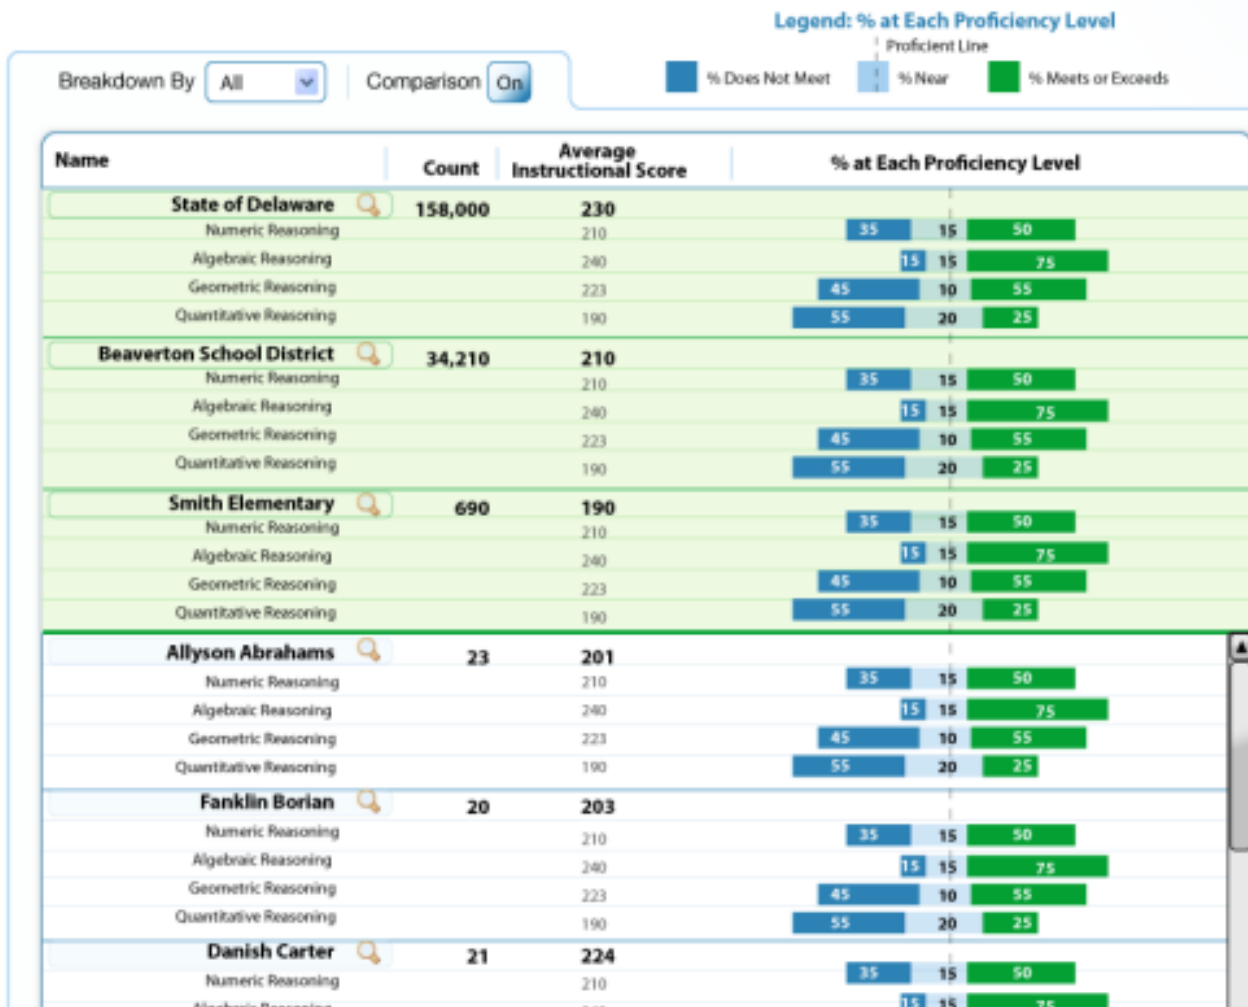 Legend: % at Each Proficiency Level
Proficient Line
Breakdown By All Comparison On
% Does Not Meet % Near % Meets or Exceeds
Name Count Average Instructional Score % at Each Proficiency Level
State of Delaware 158,000 230
Numeric Reasoning 210 35 15 50
Algebraic Reasoning 240 15 15 75
Geometric Reasoning 223 45 10 55
Quantitative Reasoning 190 55 20 25
Beaverton School District 34,210 210
Numeric Reasoning 210 35 15 50
Algebraic Reasoning 240 15 15 75
Geometric Reasoning 223 45 10 55
Quantitative Reasoning 190 55 20 25
Smith Elementary 690 190
Numeric Reasoning 210 35 15 50
Algebraic Reasoning 240 15 15 75
Geometric Reasoning 223 45 10 55
Quantitative Reasoning 190 55 20 25
Allyson Abrahams 23 201
Numeric Reasoning 210 35 15 50
Algebraic Reasoning 240 15 15 75
Geometric Reasoning 223 45 10 55
Quantitative Reasoning 190 55 20 25
Fanklin Borian 20 203
Numeric Reasoning 210 35 15 50
Algebraic Reasoning 240 15 15 75
Geometric Reasoning 223 45 10 55
Quantitative Reasoning 190 55 20 25
Danish Carter 21 224
Numeric Reasoning 210 35 15 50
15 15 75